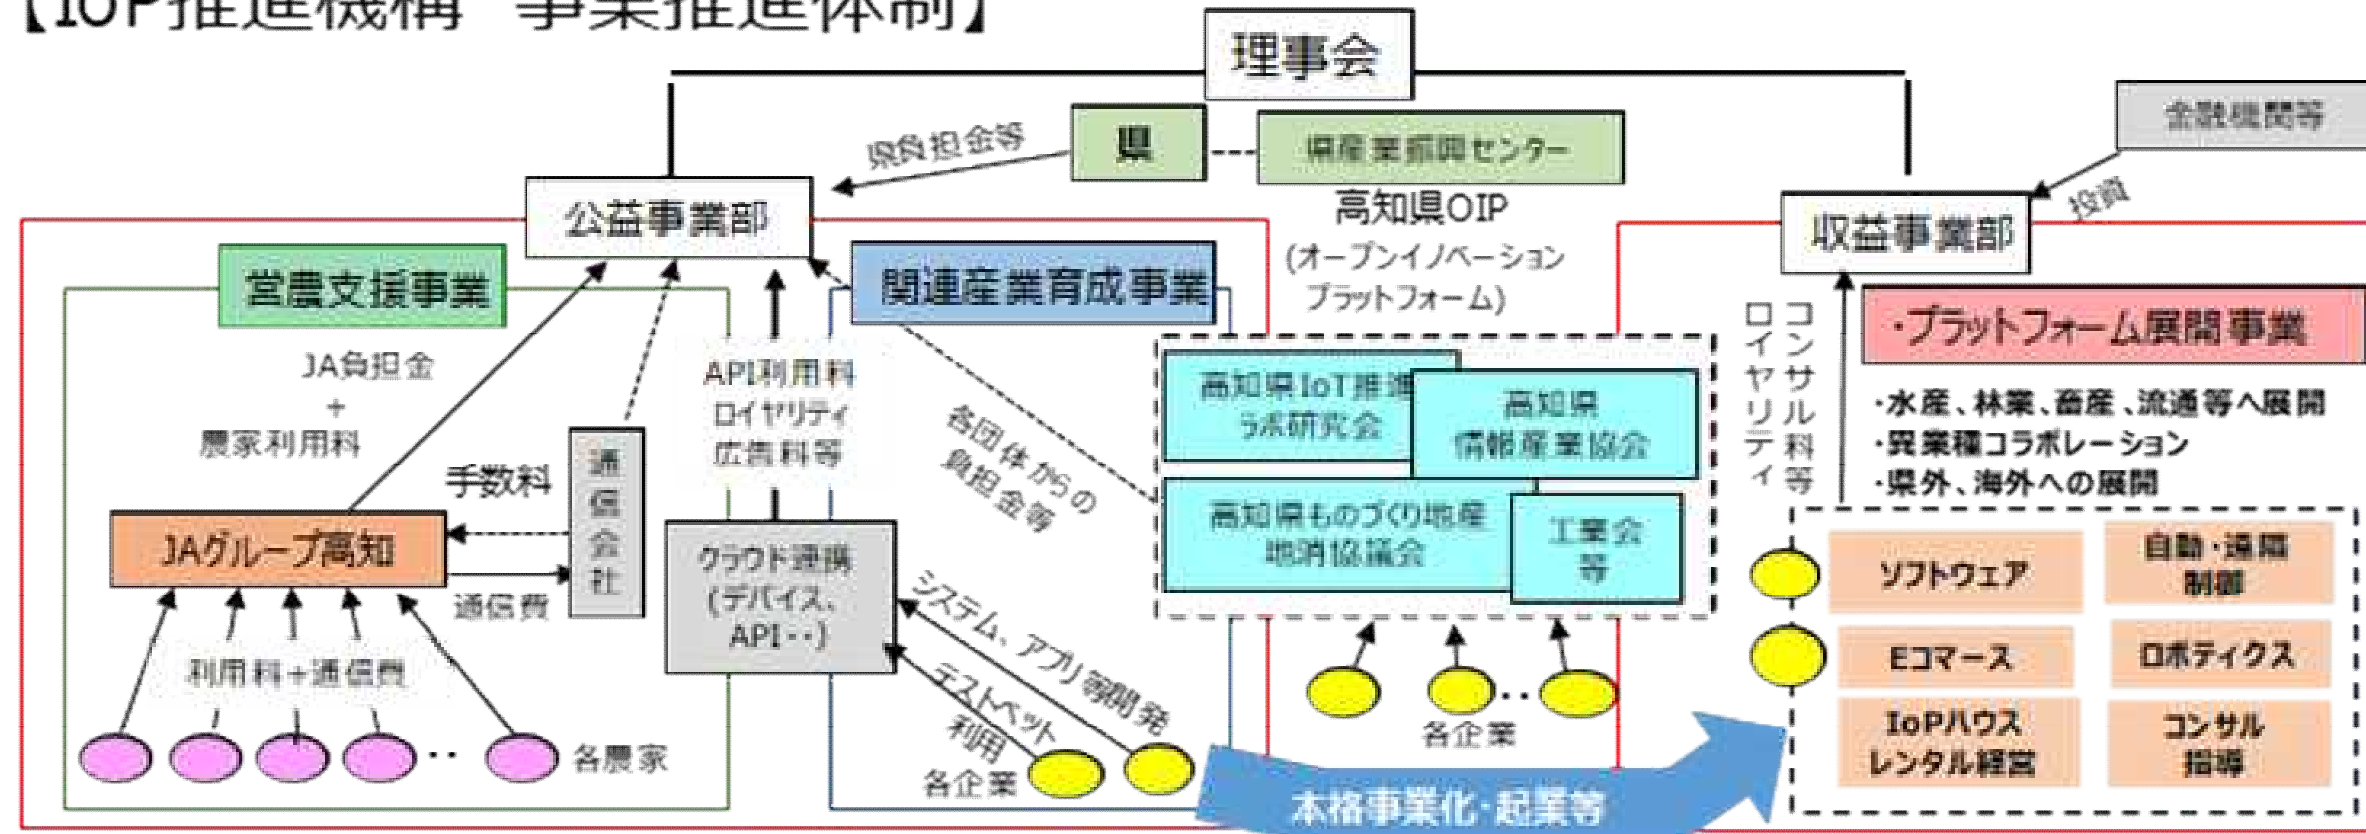 【IoP推進機構 事業推進体制】
理事会
金融機関等
県負担金等
県
県産業振興センター
投資
公益事業部
高知県OIP
(オープンイノベーション
プラットフォーム)
収益事業部
営農支援事業
関連産業育成事業
・プラットフォーム展開事業
・水産、林業、畜産、流通等へ展開
・異業種コラボレーション
・県外、海外への展開
コンサル料等
ロイヤリティ
JA負担金
+
農家利用料
API利用料
ロイヤリティ
広告料等
各団体からの
負担金等
高知県IoT推進
ラボ研究会
高知県
情報産業協会
高知県ものづくり地産
地消協議会
工業会
等
手数料
通信会社
JAグループ高知
通信費
クラウド連携
(デバイス、
API・・)
システム、アプリ等開発
テストベット
利用
各企業
利用料+通信費
・・
各農家
・・
各企業
ソフトウェア
自動・遠隔
制御
Eコマース
ロボティクス
IoPハウス
レンタル経営
コンサル
指導
本格事業化・起業等